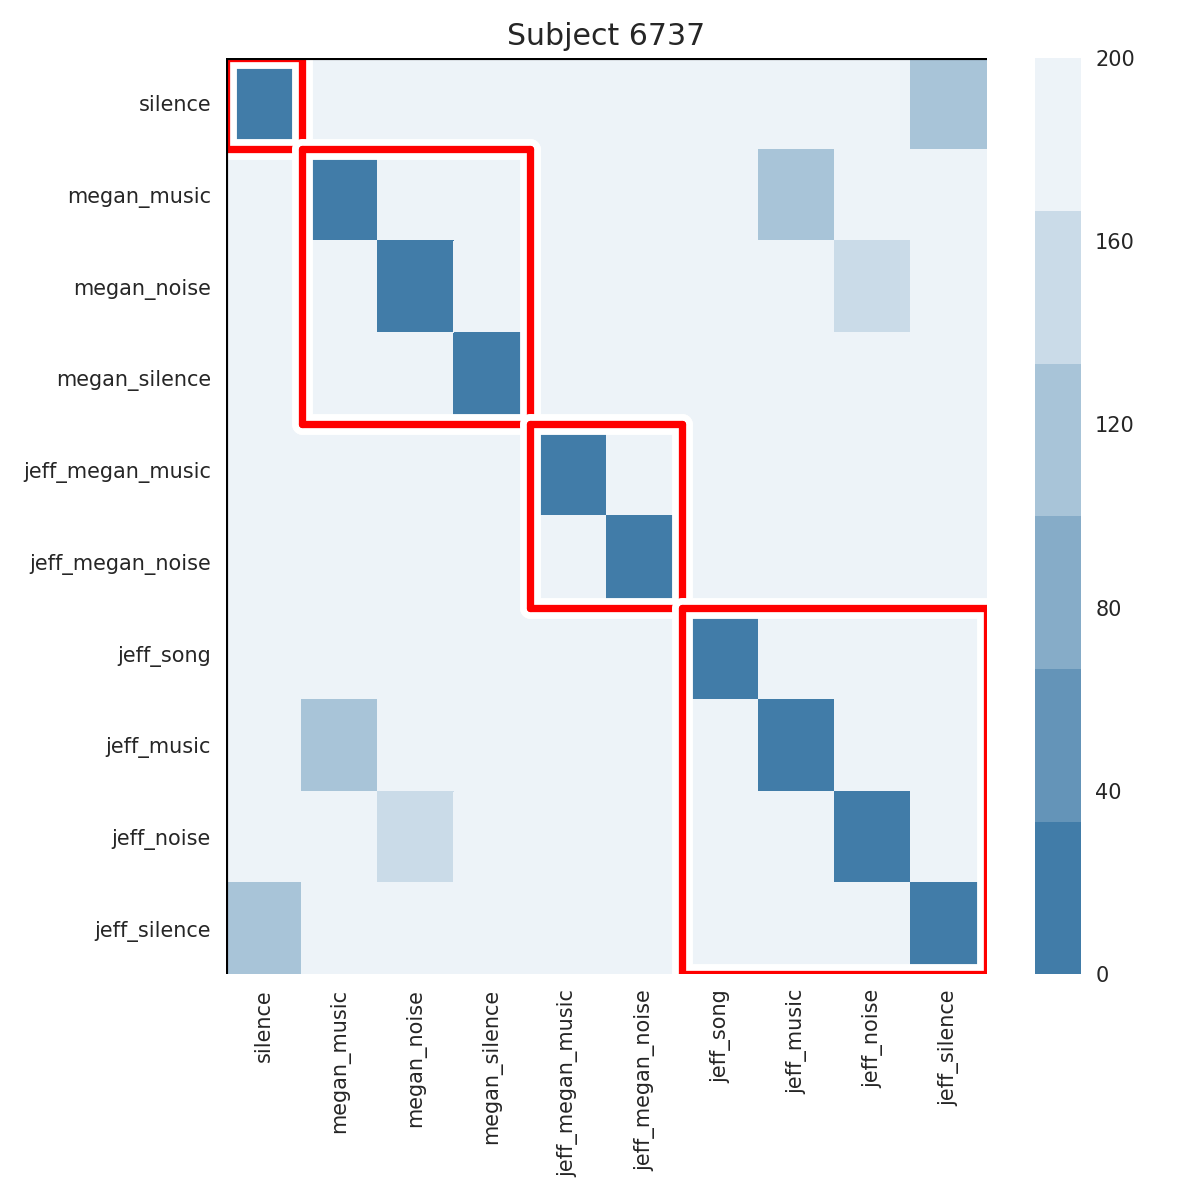 Subject 6737
silence
megan_music
megan_noise
megan_silence
jeff_megan_music
jeff_megan_noise
jeff_song
jeff_music
jeff_noise
jeff_silence
200
160
120
80
40
0
silence
megan_music
megan_noise
megan_silence
jeff_megan_music
jeff_megan_noise
jeff_song
jeff_music
jeff_noise
jeff_silence